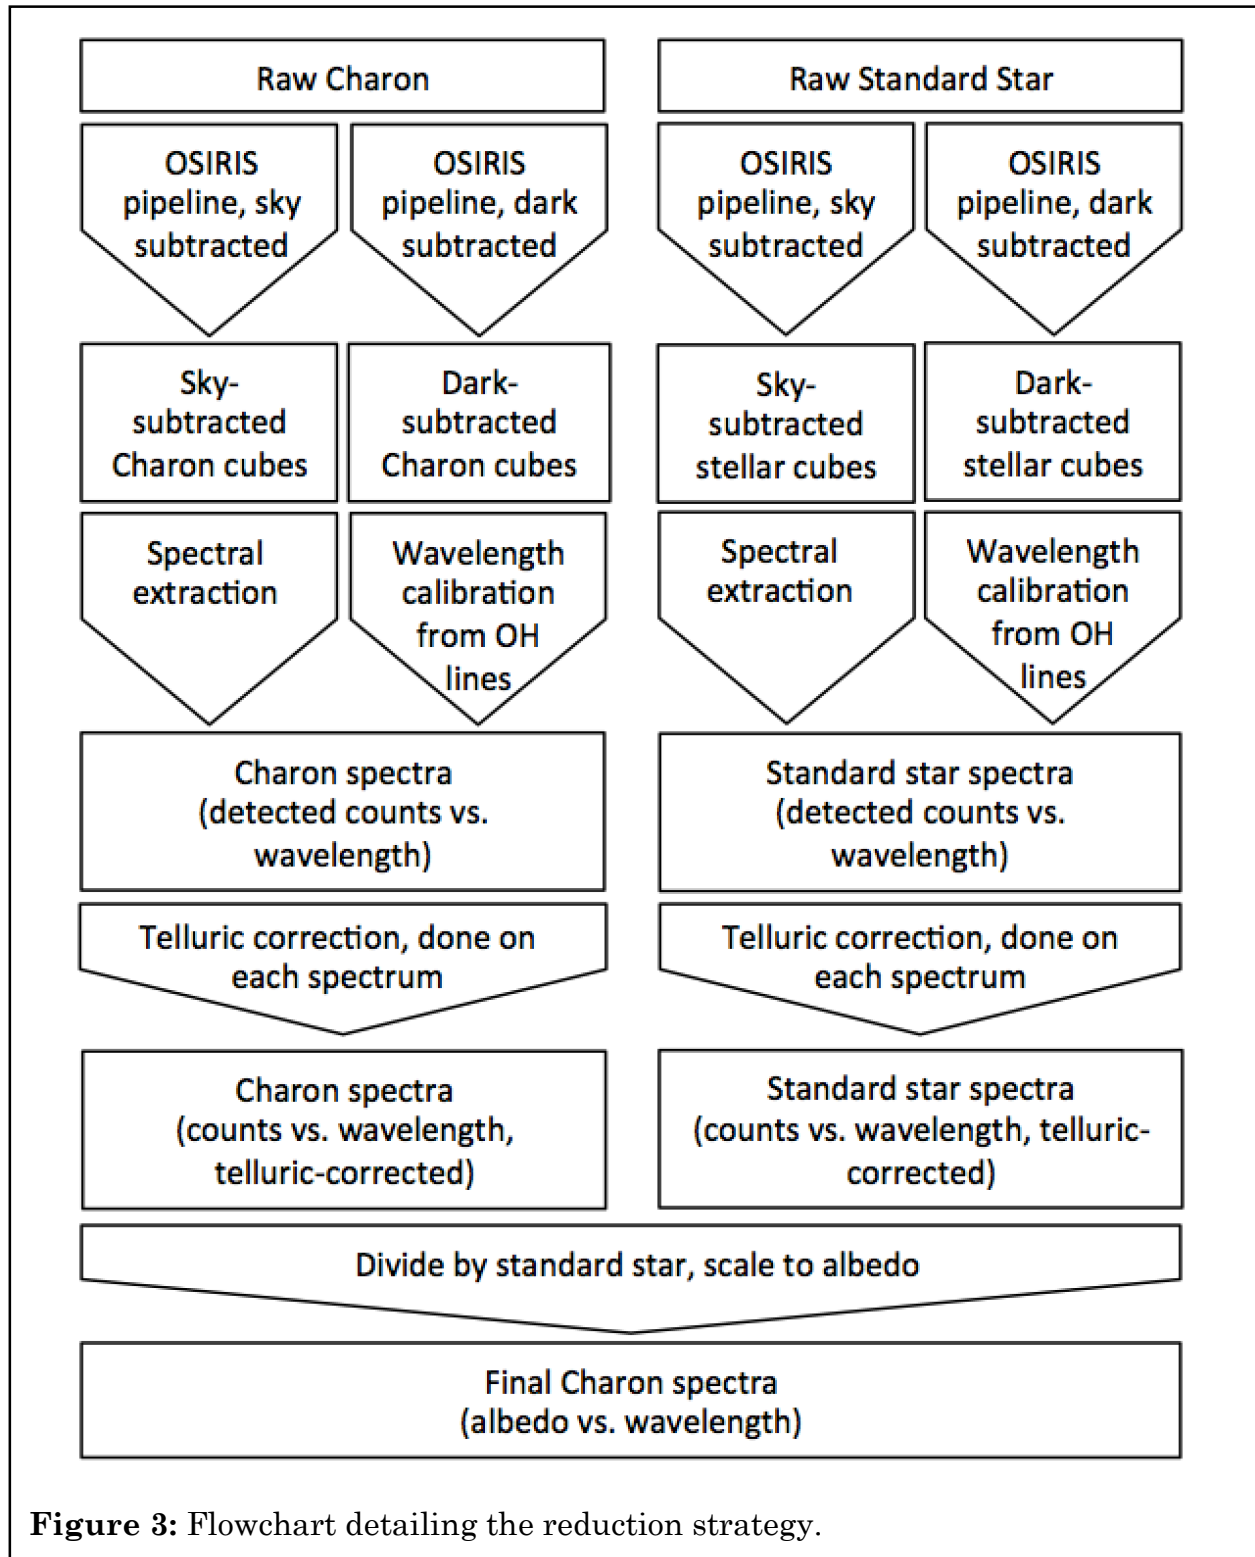 Raw Charon
Raw Standard Star
OSIRIS
pipeline, sky
subtracted
OSIRIS
pipeline, dark
subtracted
OSIRIS
pipeline, sky
subtracted
OSIRIS
pipeline, dark
subtracted
Sky-
subtracted
Charon cubes
Dark-
subtracted
Charon cubes
Sky-
subtracted
stellar cubes
Dark-
subtracted
stellar cubes
Spectral
extraction
Wavelength
calibration
from OH
lines
Spectral
extraction
Wavelength
calibration
from OH
lines
Charon spectra
(detected counts vs.
wavelength)
Standard star spectra
(detected counts vs.
wavelength)
Telluric correction, done on
each spectrum
Telluric correction, done on
each spectrum
Charon spectra
(counts vs. wavelength,
telluric-corrected)
Standard star spectra
(counts vs. wavelength, telluric-
corrected)
Divide by standard star, scale to albedo
Final Charon spectra
(albedo vs. wavelength)
Figure 3: Flowchart detailing the reduction strategy.